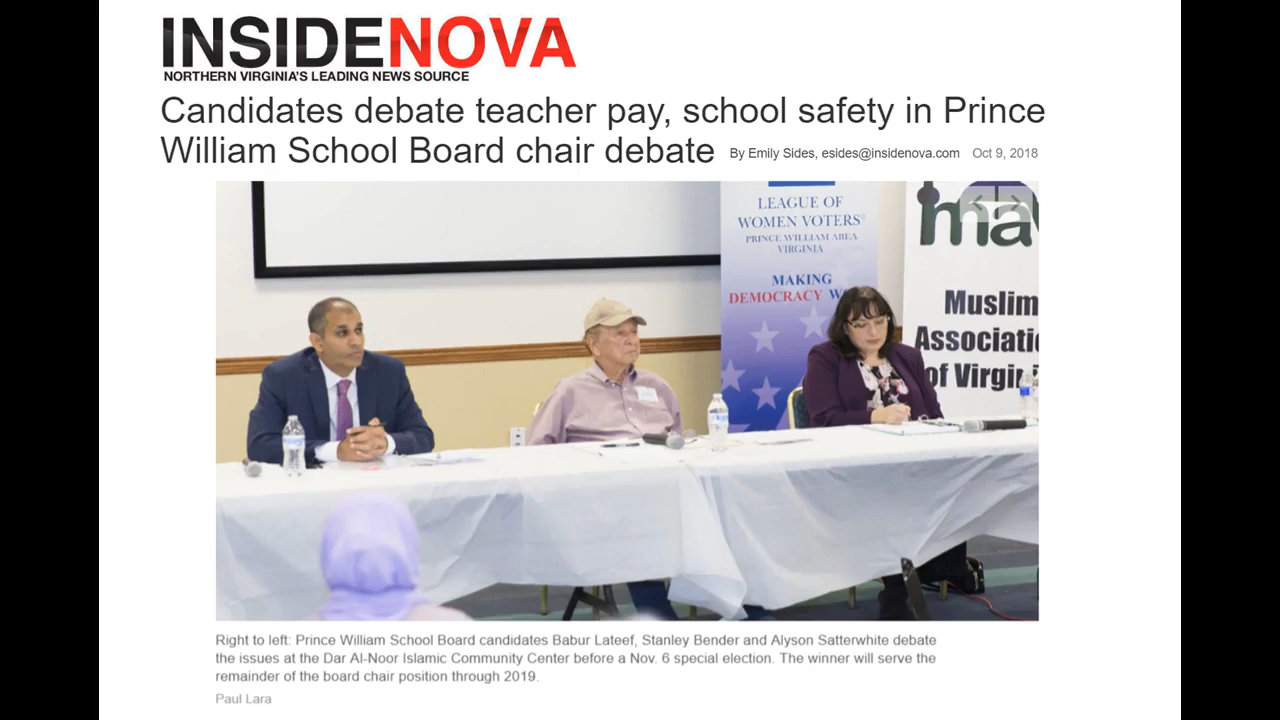 INSIDENOVA
NORTHERN VIRGINIA'S LEADING NEWS SOURCE
Candidates debate teacher pay, school safety in Prince
William School Board chair debate
By Emily Sides, esides@insidenova.com Oct 9, 2018
LEAGUE OF
WOMEN VOTERS®
PRINCE WILLIAM AREA
VIRGINIA
MAKING
DEMOCRACY
ma
Muslim
Associati
of Virgini
Right to left: Prince William School Board candidates Babur Lateef, Stanley Bender and Alyson Satterwhite debate
the issues at the Dar Al-Noor Islamic Community Center before a Nov. 6 special election. The winner will serve the
remainder of the board chair position through 2019.
Paul Lara